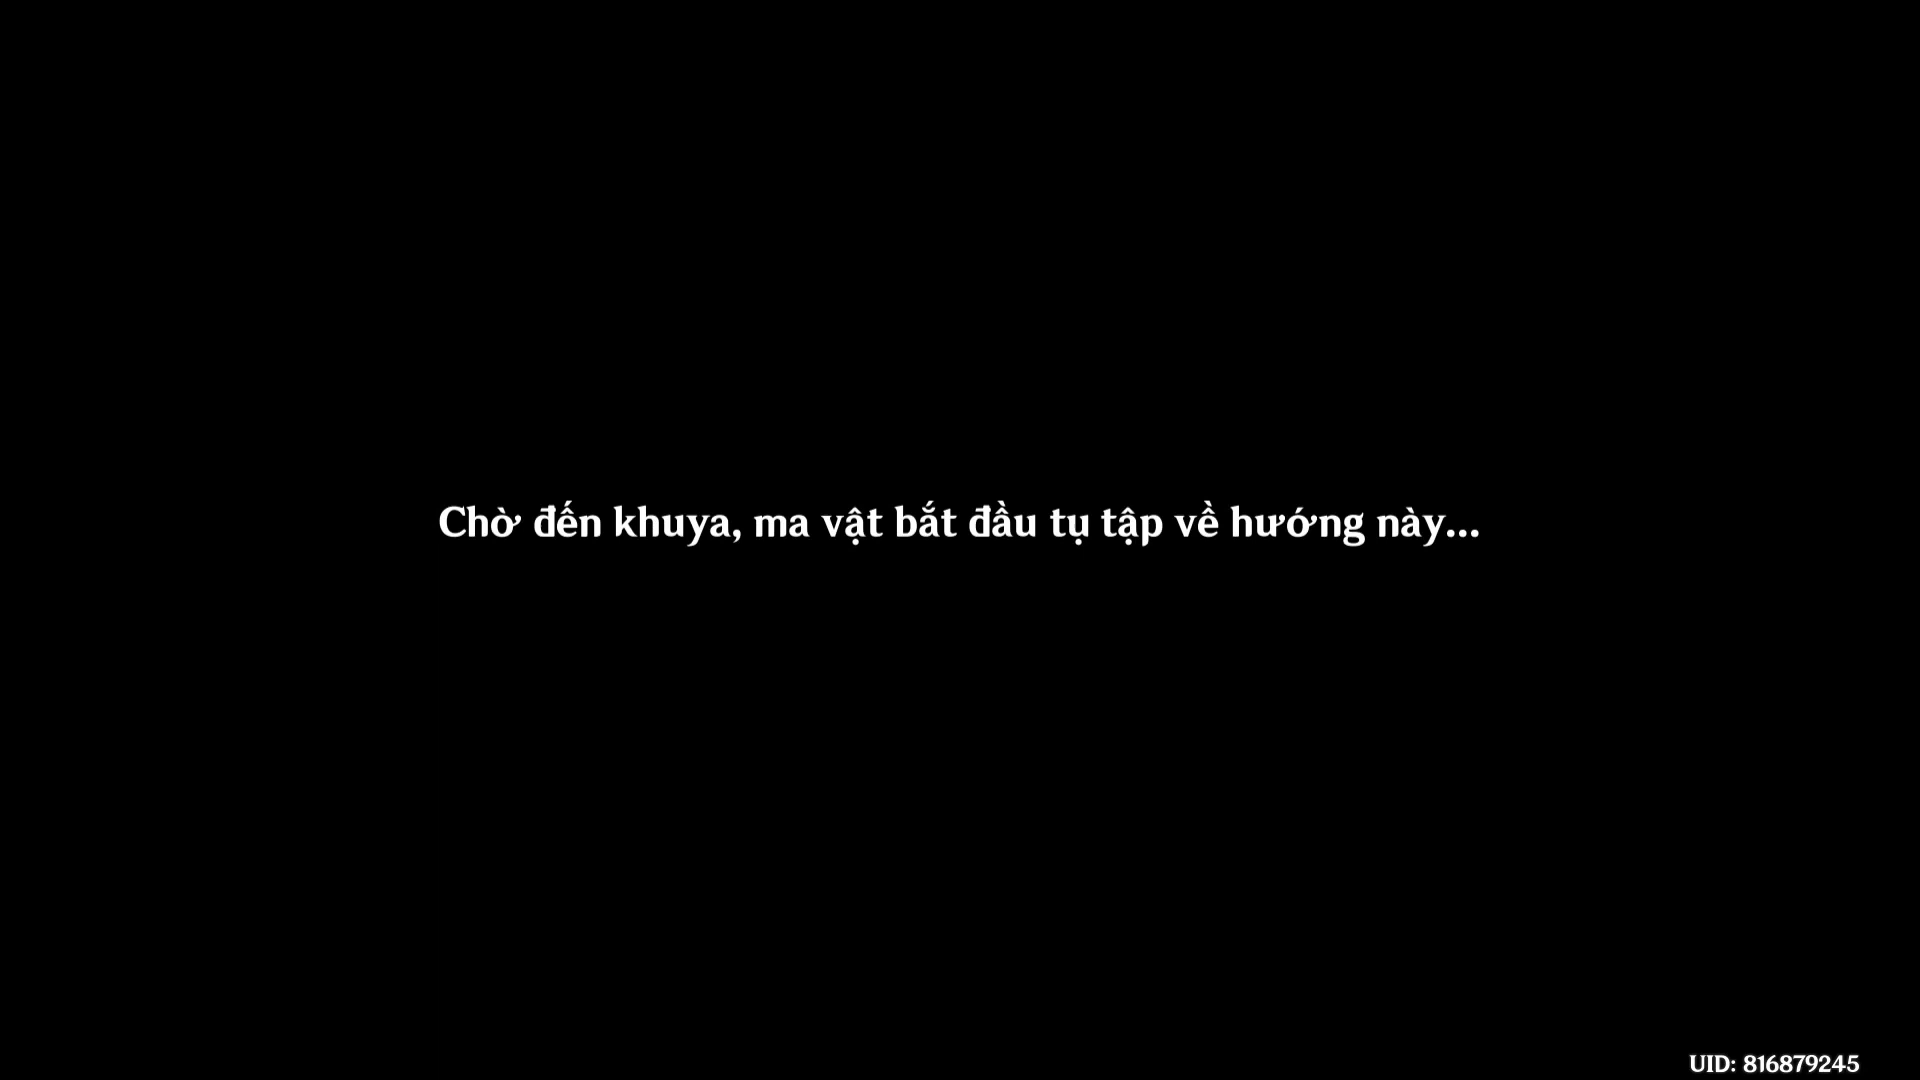 Chờ đến khuya, ma vật bắt đầu tụ tập về hướng này...
UID: 816879245